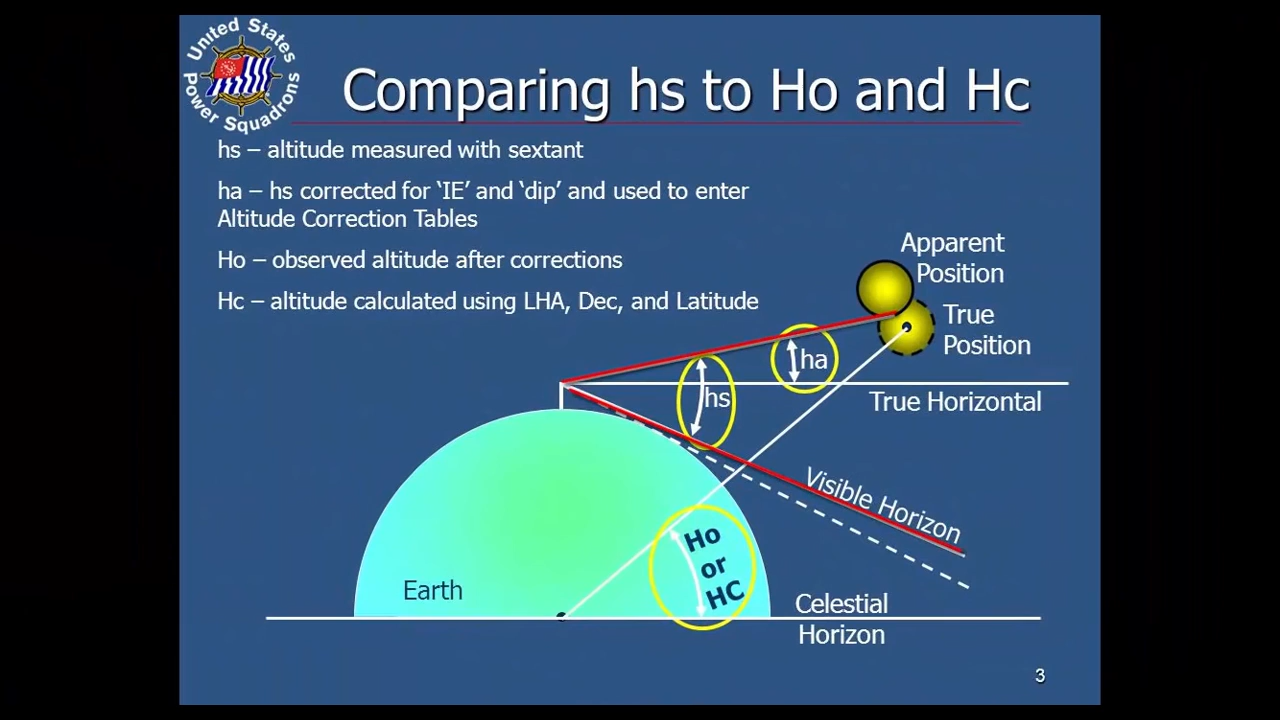 United States
Power Squadrons
Comparing hs to Ho and Hc
hs – altitude measured with sextant
ha – hs corrected for ‘IE’ and ‘dip’ and used to enter
Altitude Correction Tables
Ho – observed altitude after corrections
Hc – altitude calculated using LHA, Dec, and Latitude
Apparent
Position
True
Position
ha
hs
True Horizontal
Visible Horizon
Ho
or
HC
Earth
Celestial
Horizon
3